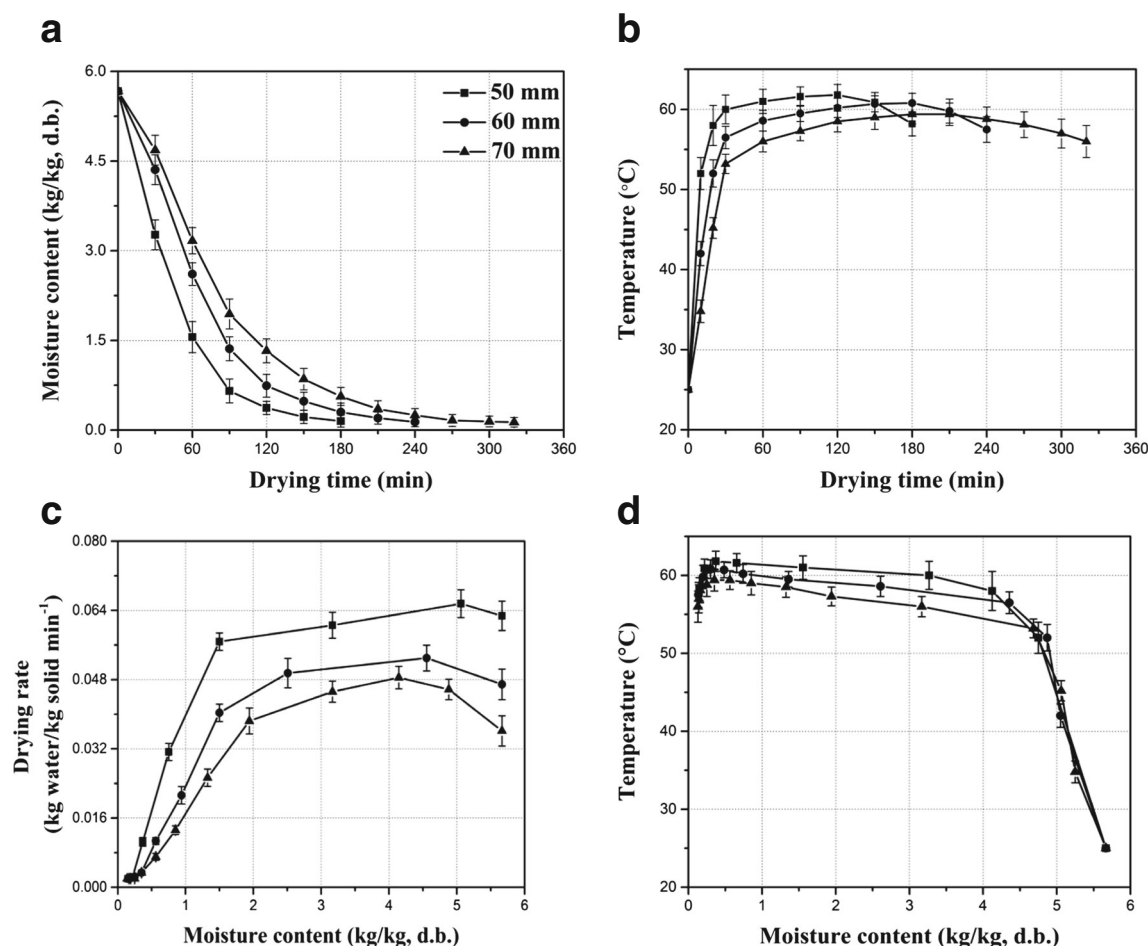 a
6.0
4.5
3.0
1.5
0.0
Moisture content (kg/kg, d.b.)
50 mm
60 mm
70 mm
0 60 120 180 240 300 360
Drying time (min)
b
60
50
40
30
20
Temperature (°C)
0 60 120 180 240 300 360
Drying time (min)
c
0.080
0.064
0.048
0.032
0.016
0.000
Drying rate
(kg water/kg solid min⁻¹)
0 1 2 3 4 5 6
Moisture content (kg/kg, d.b.)
d
60
50
40
30
20
Temperature (°C)
0 1 2 3 4 5 6
Moisture content (kg/kg, d.b.)